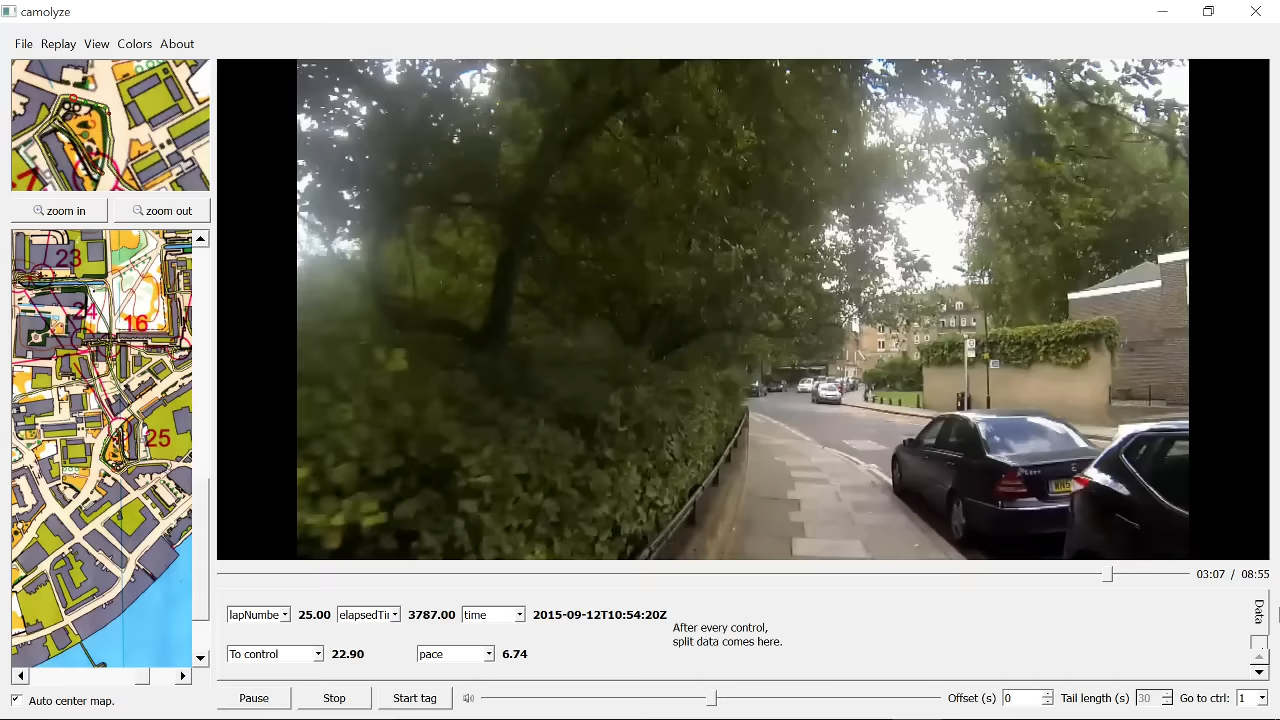 camolyze
File Replay View Colors About
zoom in zoom out
23
24
16
25
03:07 / 08:55
lapNumbe 25.00 elapsedTi 3787.00 time 2015-09-12T10:54:20Z
After every control,
split data comes here.
To control 22.90 pace 6.74
Data
Auto center map.
Pause Stop Start tag Offset (s) 0 Tail length (s) 30 Go to ctrl: 1